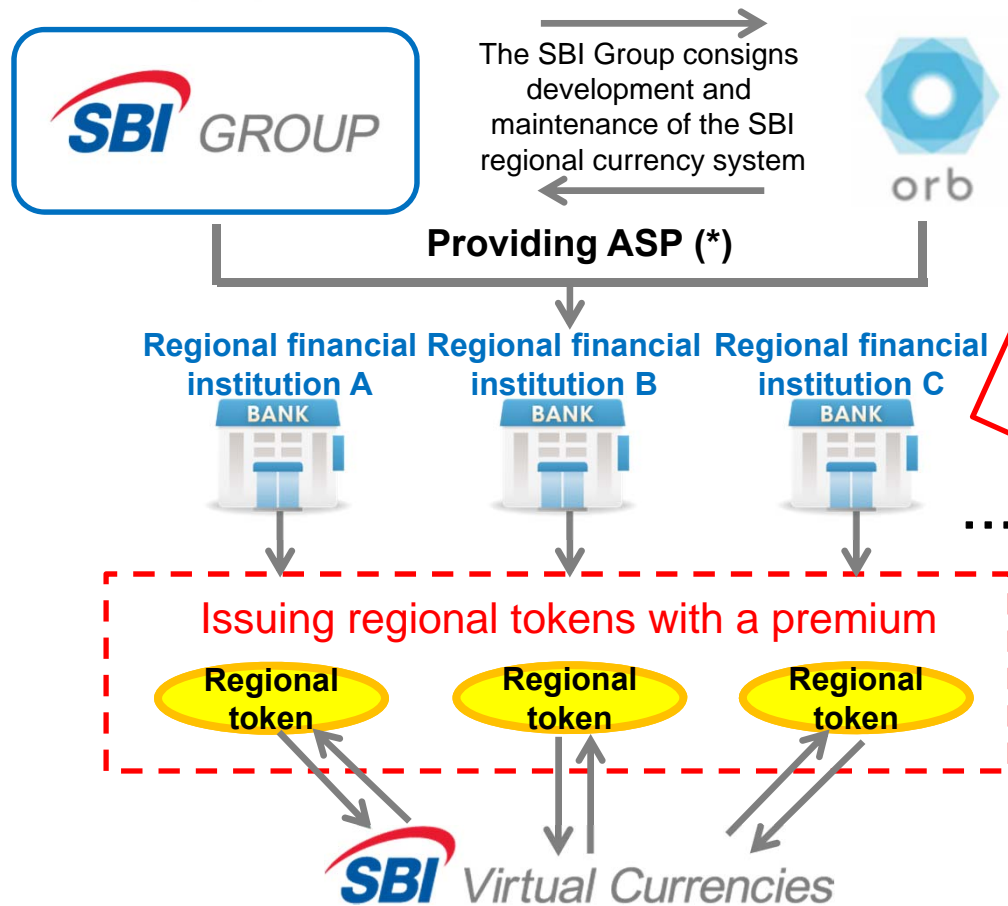 SBI GROUP
The SBI Group consigns
development and
maintenance of the SBI
regional currency system
orb
Providing ASP (*)
Regional financial
institution A
Regional financial
institution B
Regional financial
institution C
BANK
BANK
BANK
...
Issuing regional tokens with a premium
Regional
token
Regional
token
Regional
token
SBI Virtual Currencies